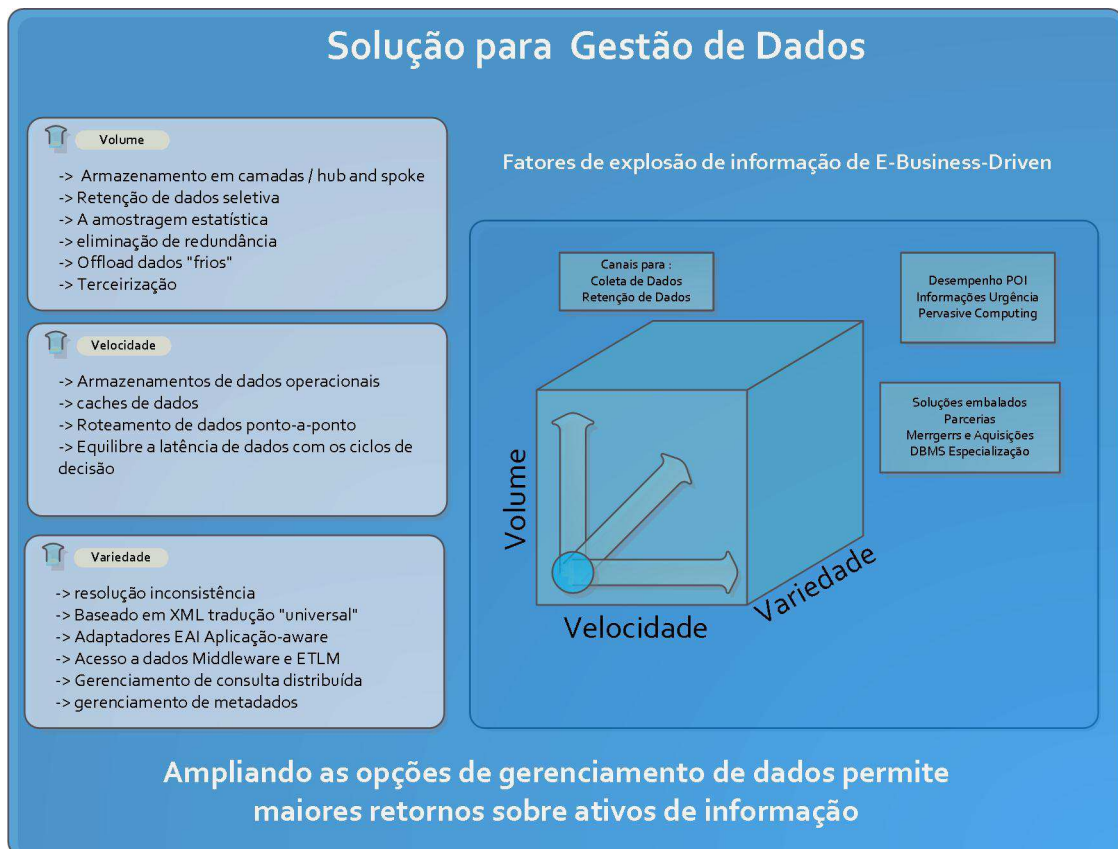 Solução para Gestão de Dados
Volume
-> Armazenamento em camadas / hub and spoke
-> Retenção de dados seletiva
-> A amostragem estatística
-> eliminação de redundância
-> Offload dados "frios"
-> Terceirização
Velocidade
-> Armazenamentos de dados operacionais
-> caches de dados
-> Roteamento de dados ponto-a-ponto
-> Equilibre a latência de dados com os ciclos de
decisão
Variedade
-> resolução inconsistência
-> Baseado em XML tradução "universal"
-> Adaptadores EAI Aplicação-aware
-> Acesso a dados Middleware e ETLM
-> Gerenciamento de consulta distribuída
-> gerenciamento de metadados
Fatores de explosão de informação de E-Business-Driven
Canais para :
Coleta de Dados
Retenção de Dados
Desempenho POI
Informações Urgência
Pervasive Computing
Soluções embalados
Parcerias
Merrgerrs e Aquisições
DBMS Especialização
Volume
Velocidade
Variedade
Ampliando as opções de gerenciamento de dados permite
maiores retornos sobre ativos de informação